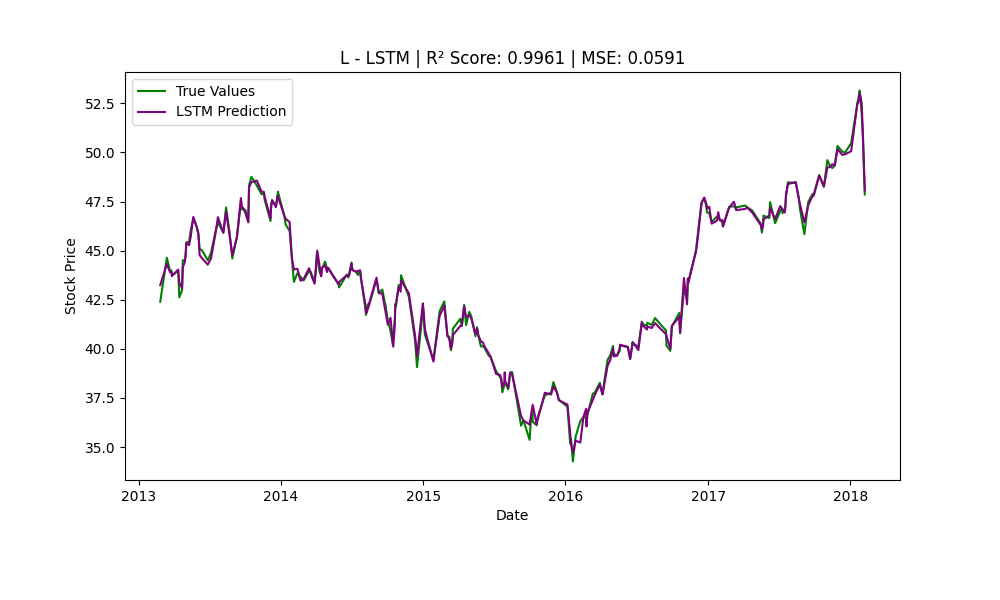 L - LSTM | R² Score: 0.9961 | MSE: 0.0591
True Values
LSTM Prediction
Stock Price
52.5
50.0
47.5
45.0
42.5
40.0
37.5
35.0
2013 2014 2015 2016 2017 2018
Date